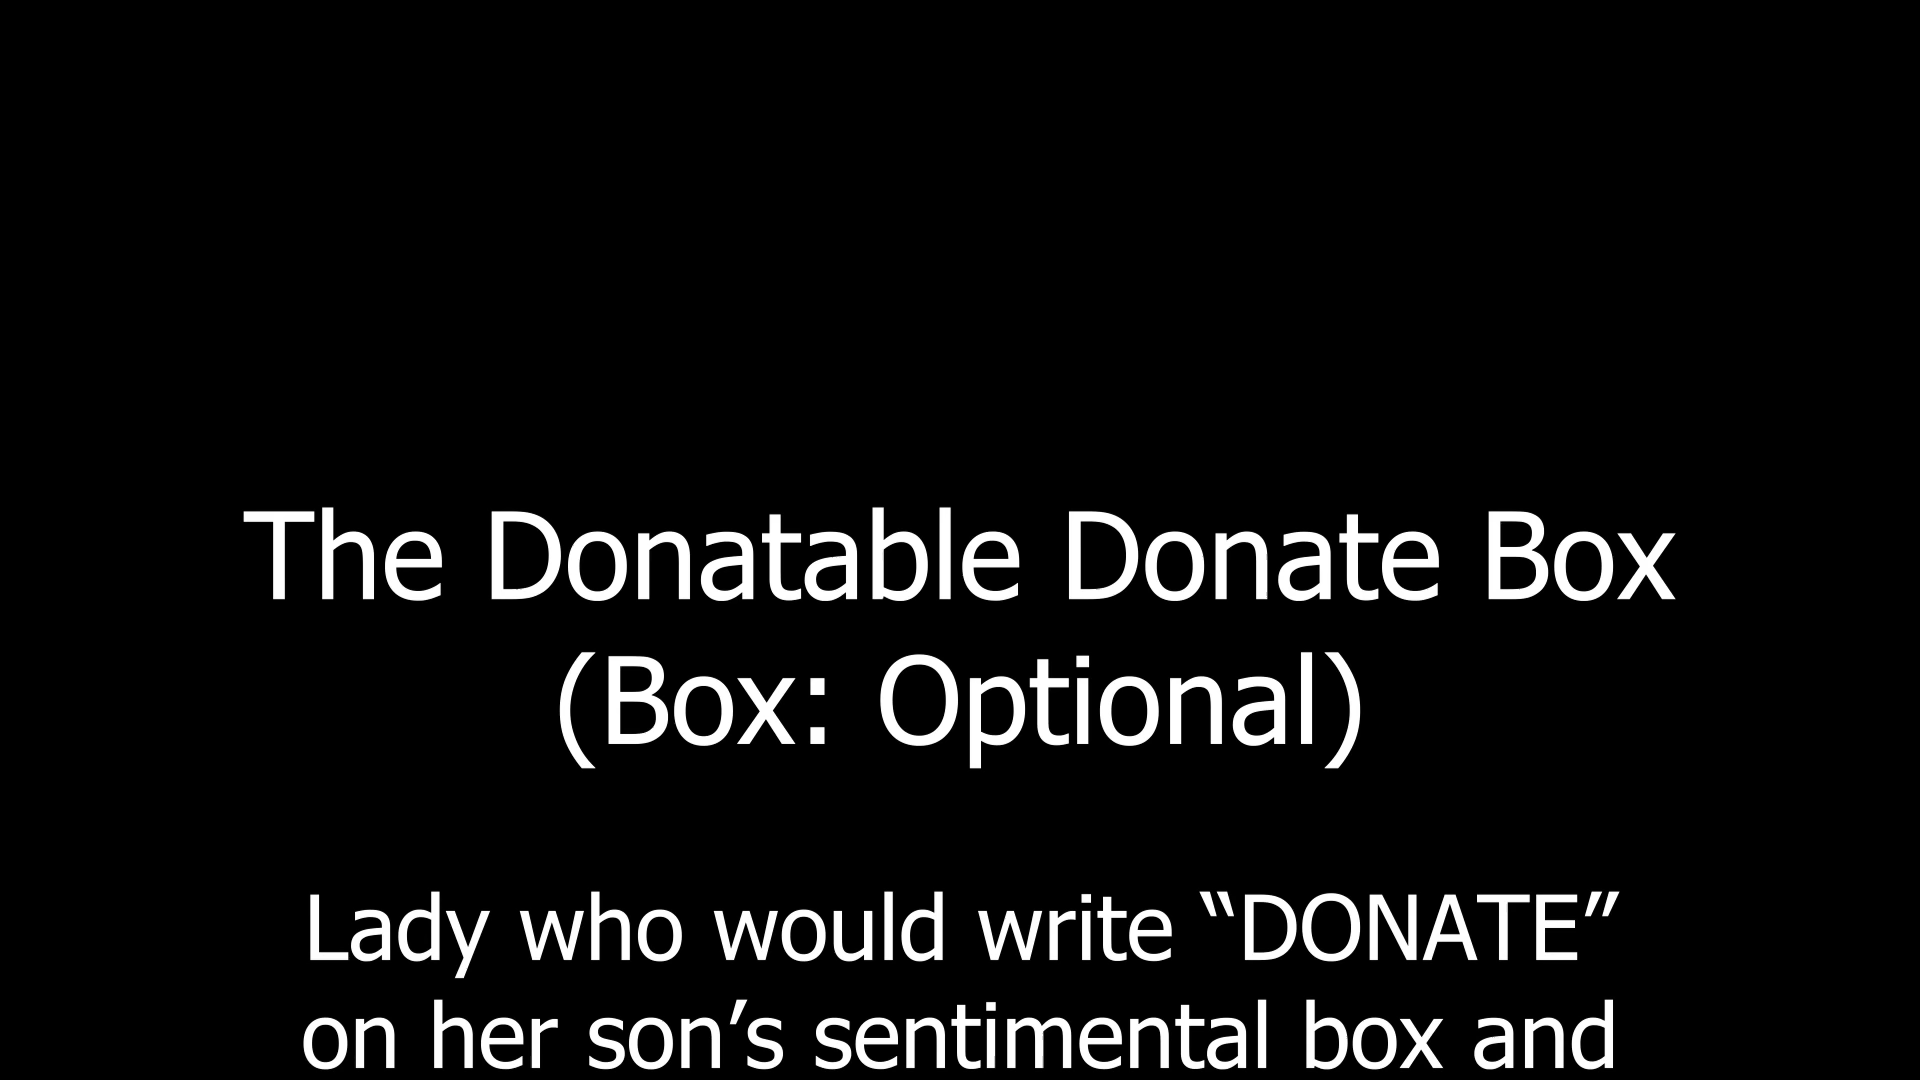 The Donatable Donate Box
(Box: Optional)
Lady who would write “DONATE”
on her son’s sentimental box and